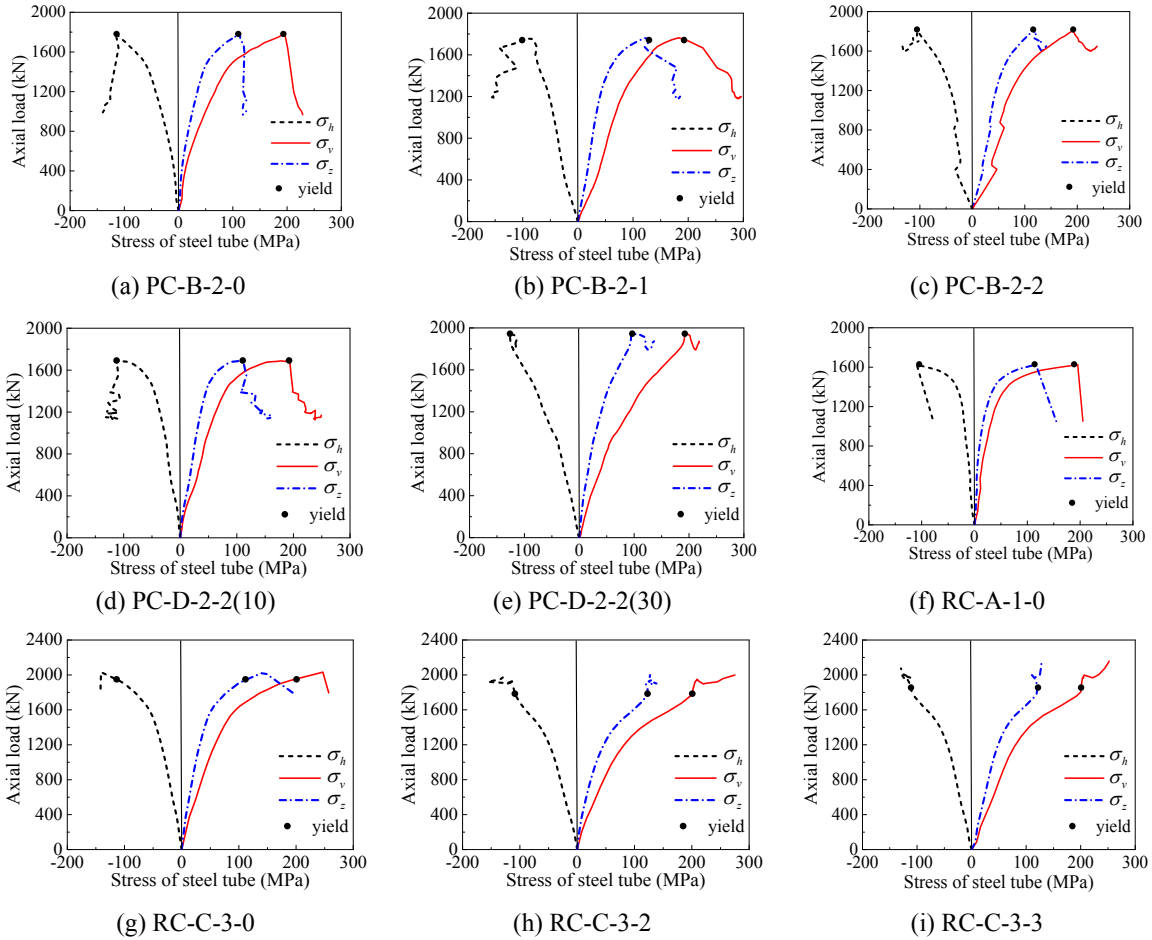 2000
1600
1200
800
400
0
Axial load (kN)
σh
σv
σz
yield
-200 -100 0 100 200 300
Stress of steel tube (MPa)
(a) PC-B-2-0
1800
1500
1200
900
600
300
0
Axial load (kN)
σh
σv
σz
yield
-200 -100 0 100 200 300
Stress of steel tube (MPa)
(b) PC-B-2-1
2000
1600
1200
800
400
0
Axial load (kN)
σh
σv
σz
yield
-200 -100 0 100 200 300
Stress of steel tube (MPa)
(c) PC-B-2-2
2000
1600
1200
800
400
0
Axial load (kN)
σh
σv
σz
yield
-200 -100 0 100 200 300
Stress of steel tube (MPa)
(d) PC-D-2-2(10)
2000
1600
1200
800
400
0
Axial load (kN)
σh
σv
σz
yield
-200 -100 0 100 200 300
Stress of steel tube (MPa)
(e) PC-D-2-2(30)
2000
1600
1200
800
400
0
Axial load (kN)
σh
σv
σz
yield
-200 -100 0 100 200 300
Stress of steel tube (MPa)
(f) RC-A-1-0
2400
2000
1600
1200
800
400
0
Axial load (kN)
σh
σv
σz
yield
-200 -100 0 100 200 300
Stress of steel tube (MPa)
(g) RC-C-3-0
2400
2000
1600
1200
800
400
0
Axial load (kN)
σh
σv
σz
yield
-200 -100 0 100 200 300
Stress of steel tube (MPa)
(h) RC-C-3-2
2400
2000
1600
1200
800
400
0
Axial load (kN)
σh
σv
σz
yield
-200 -100 0 100 200 300
Stress of steel tube (MPa)
(i) RC-C-3-3